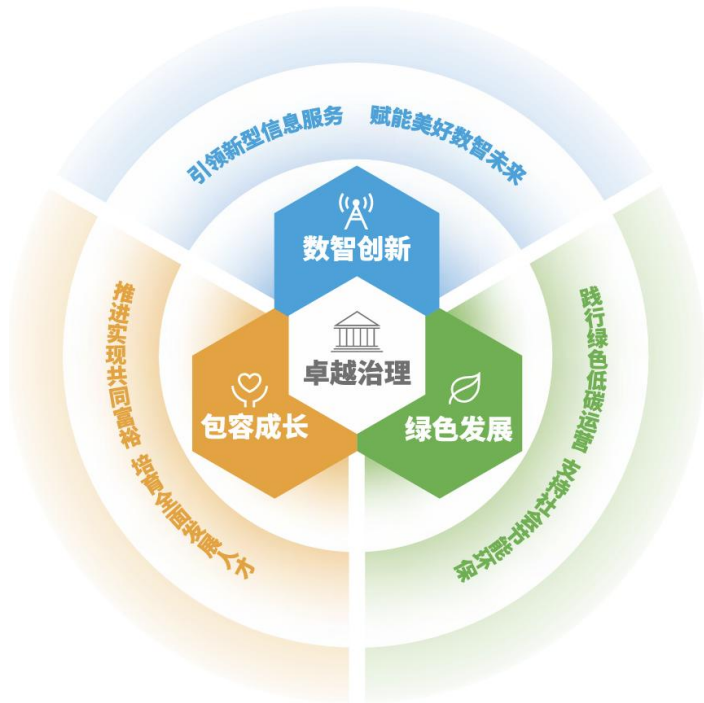 引领新型信息服务 赋能美好数智未来
数智创新
卓越治理
包容成长
绿色发展
推进实现共同富裕 培育全面发展人才
践行绿色低碳运营 支持社会节能环保